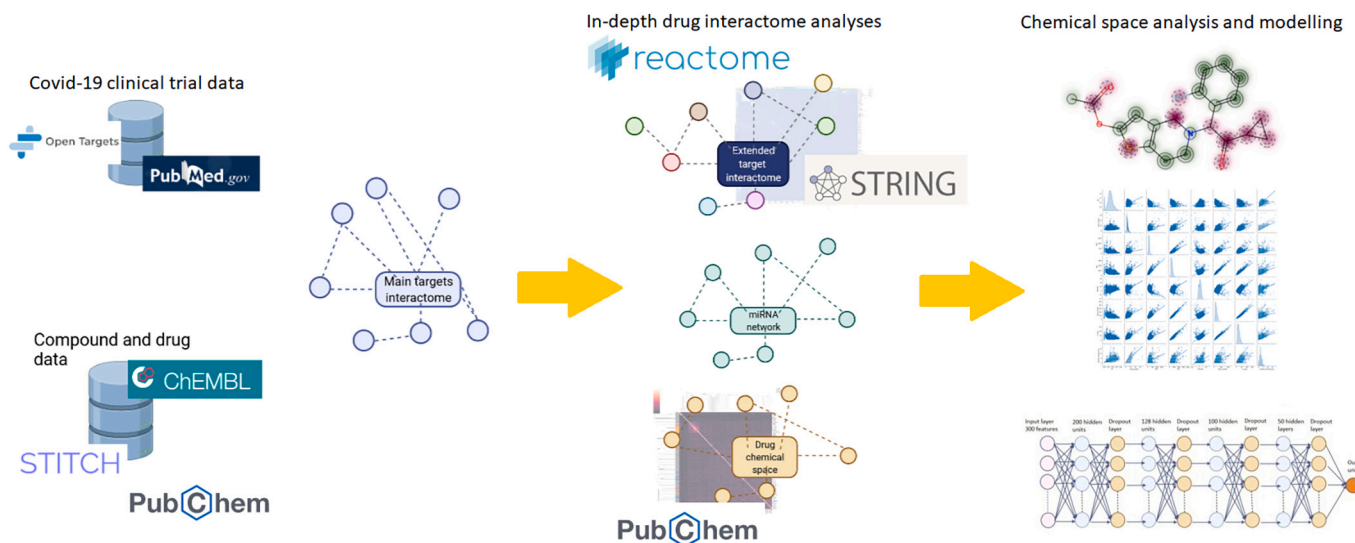 Covid-19 clinical trial data
Open Targets
PubMed.gov
Compound and drug
data
ChEMBL
STITCH
PubChem
Main targets
interactome
In-depth drug interactome analyses
reactome
Extended
target
interactome
STRING
miRNA
network
Drug
chemical
space
PubChem
Chemical space analysis and modelling
Input layer
300 features
200 hidden
units
Dropout
layer
128 hidden
units
Dropout
layer
100 hidden
units
Dropout
layer
50 hidden
layers
Dropout
layer